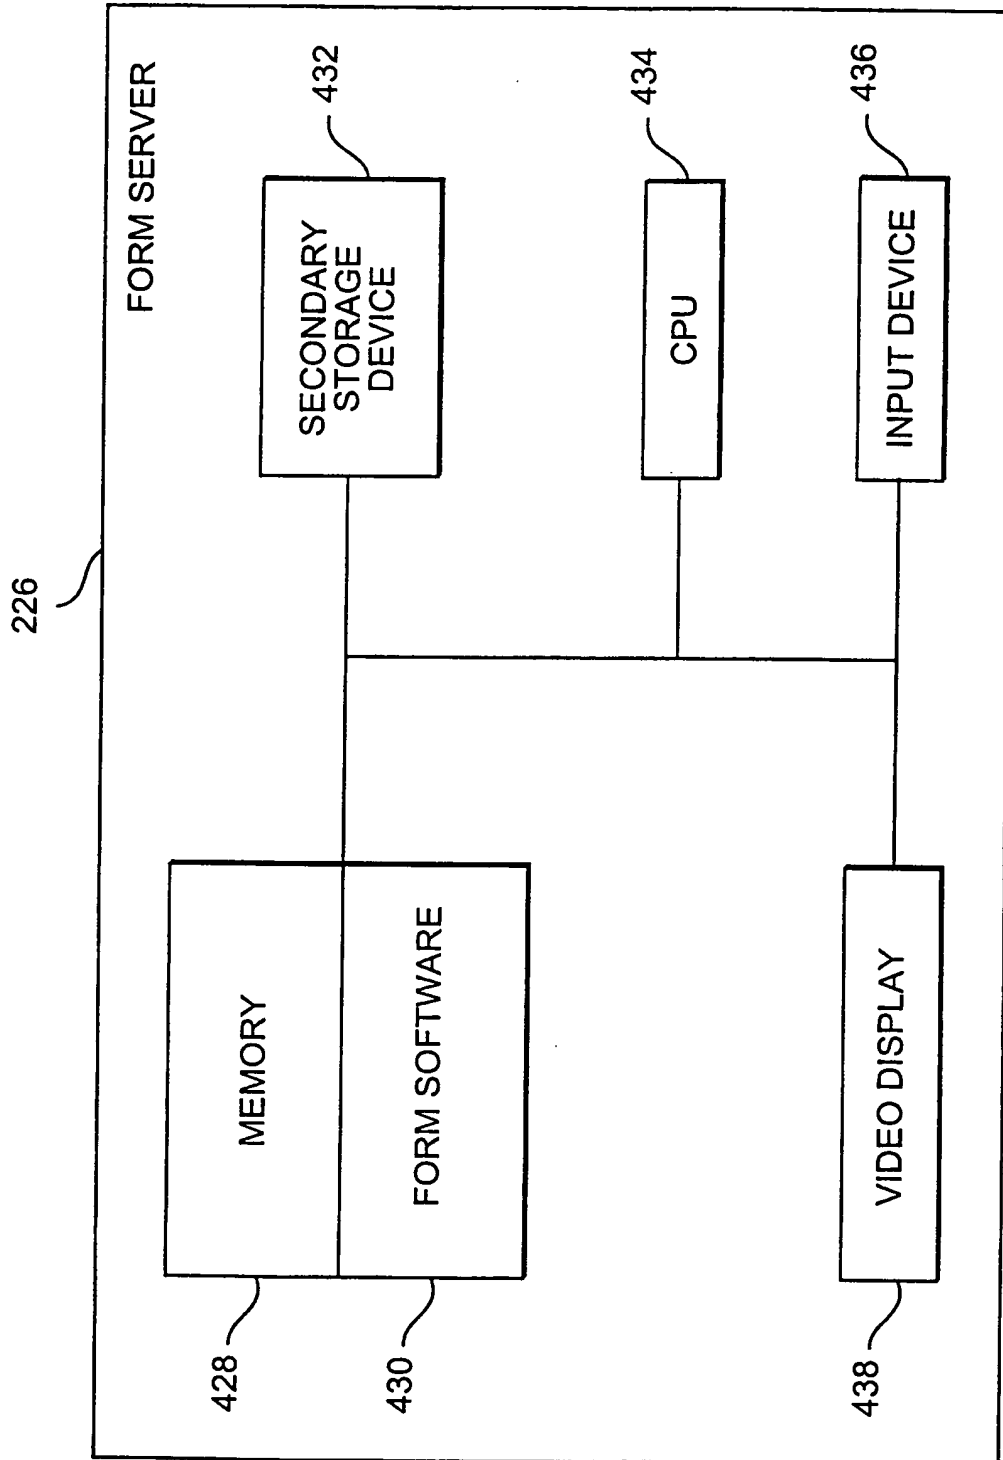 226
FORM SERVER
428
MEMORY
430
FORM SOFTWARE
SECONDARY
STORAGE
DEVICE
432
CPU
434
438
VIDEO DISPLAY
INPUT DEVICE
436